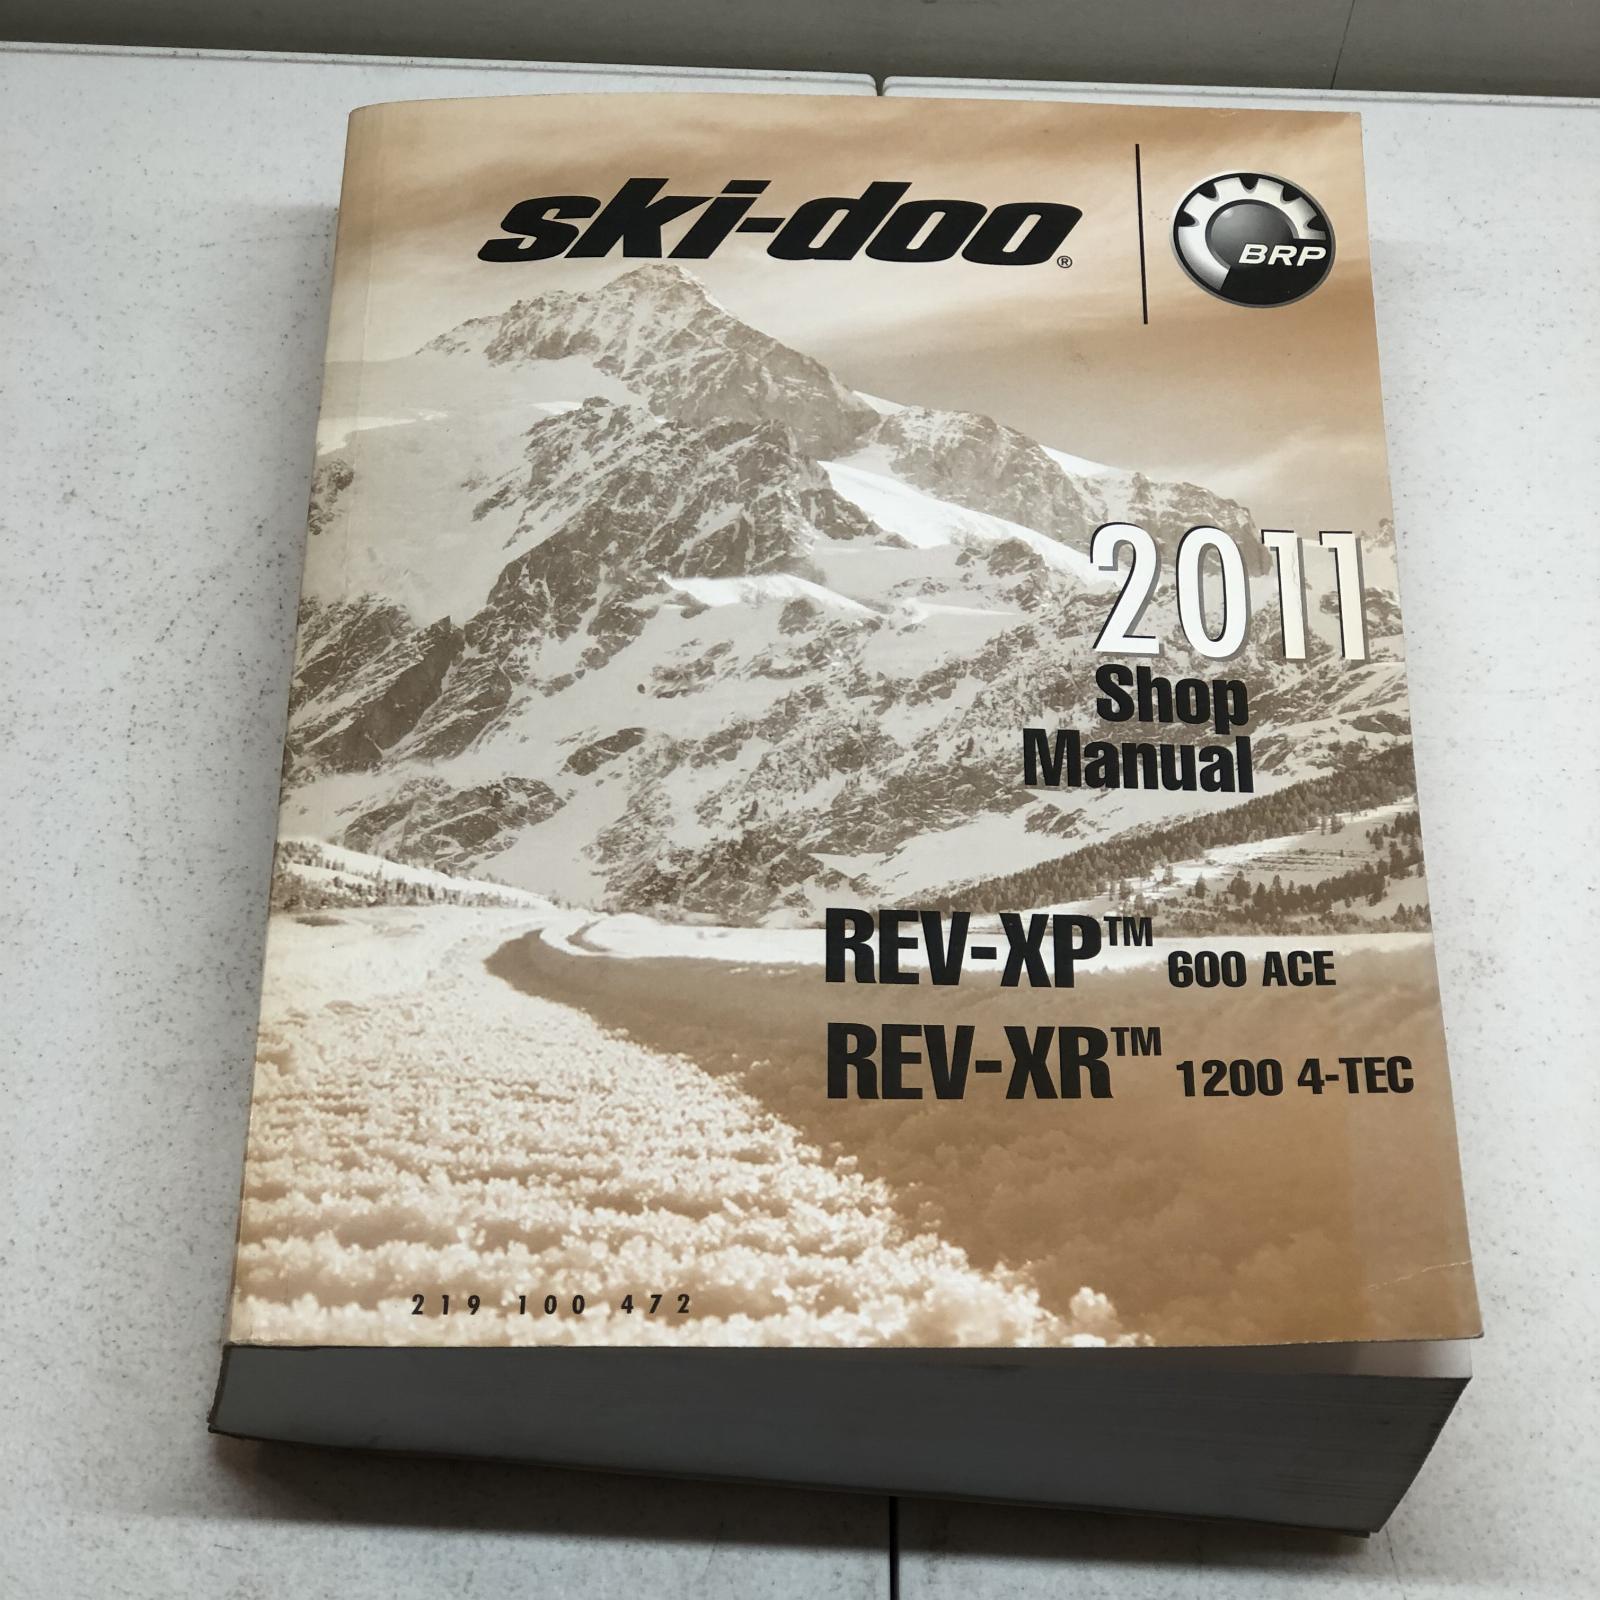 ski-doo®
BRP
2011
Shop
Manual
REV-XP™ 600 ACE
REV-XR™ 1200 4-TEC
219 100 472